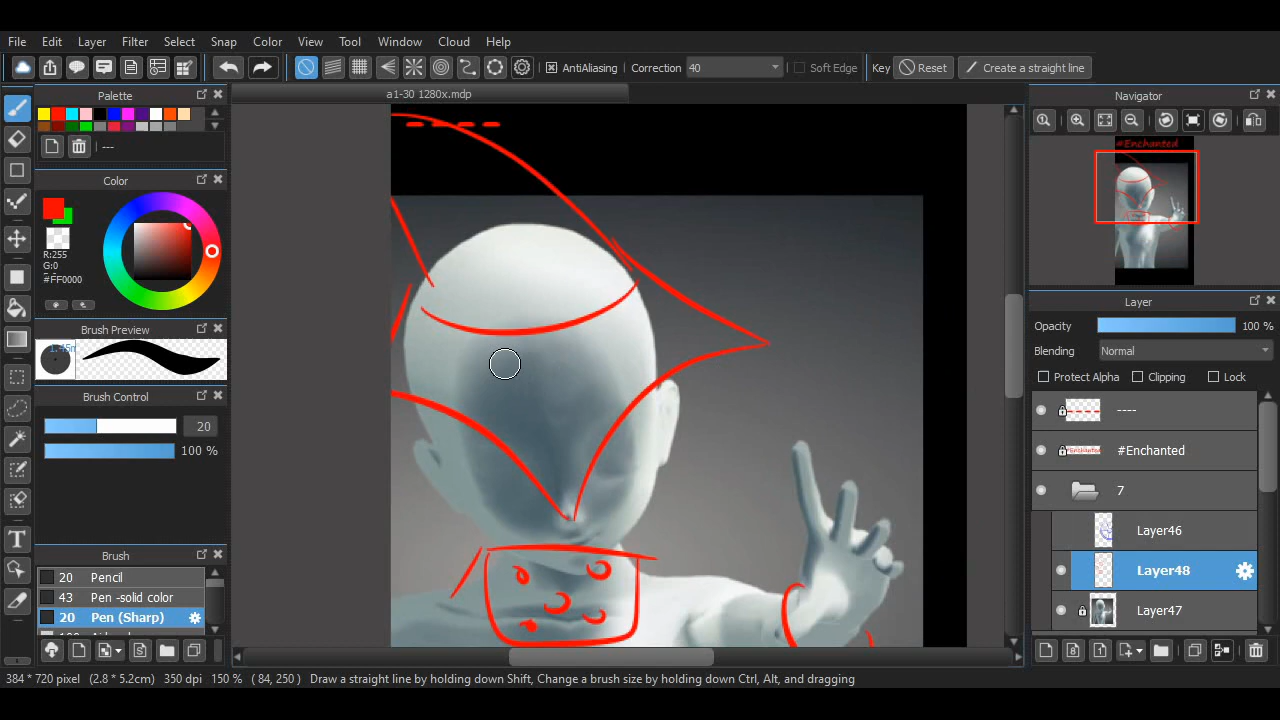 File Edit Layer Filter Select Snap Color View Tool Window Cloud Help
AntiAliasing Correction 40 Soft Edge Key Reset Create a straight line
Palette
---
Color
R:255
G:0
#FF0000
Brush Preview
1.45m
Brush Control
20
100 %
Brush
20 Pencil
43 Pen -solid color
20 Pen (Sharp)
a1-30 1280x.mdp
Navigator
#Enchanted
Layer
Opacity 100 %
Blending Normal
Protect Alpha Clipping Lock
----
#Enchanted
7
Layer46
Layer48
Layer47
384 * 720 pixel (2.8 * 5.2cm) 350 dpi 150 % ( 84, 250 ) Draw a straight line by holding down Shift, Change a brush size by holding down Ctrl, Alt, and dragging